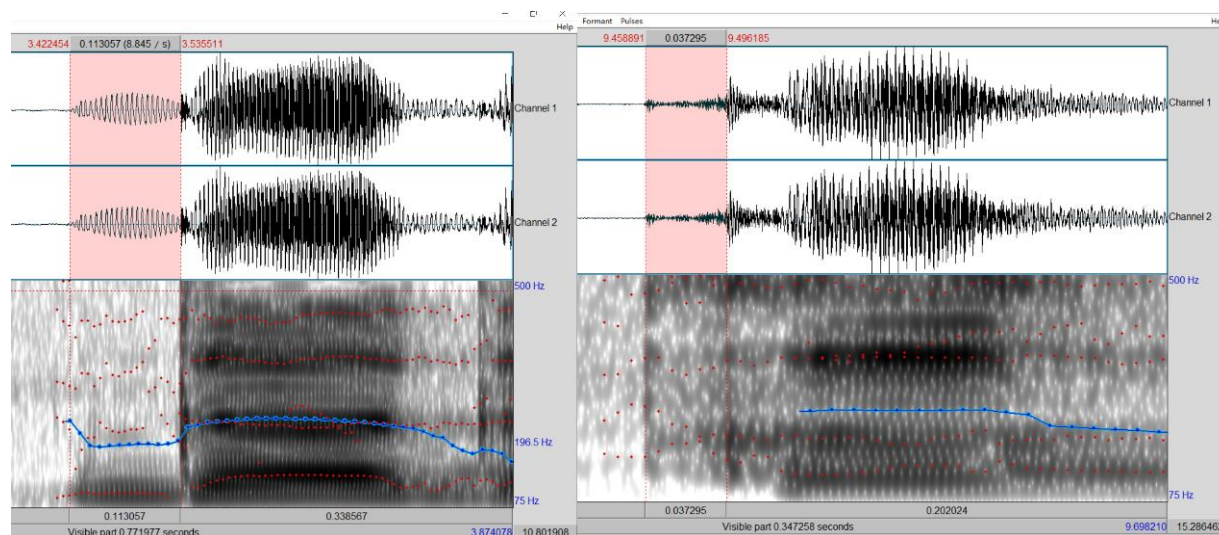 Help
3.422454 0.113057 (8.845 / s) 3.535511
Channel 1
Channel 2
500 Hz
196.5 Hz
75 Hz
0.113057 0.338567
Visible part 0.771977 seconds 3.874078 10.801908
Formant Pulses He
9.458891 0.037295 9.496185
Channel 1
Channel 2
500 Hz
75 Hz
0.037295 0.202024
Visible part 0.347258 seconds 9.698210 15.286462